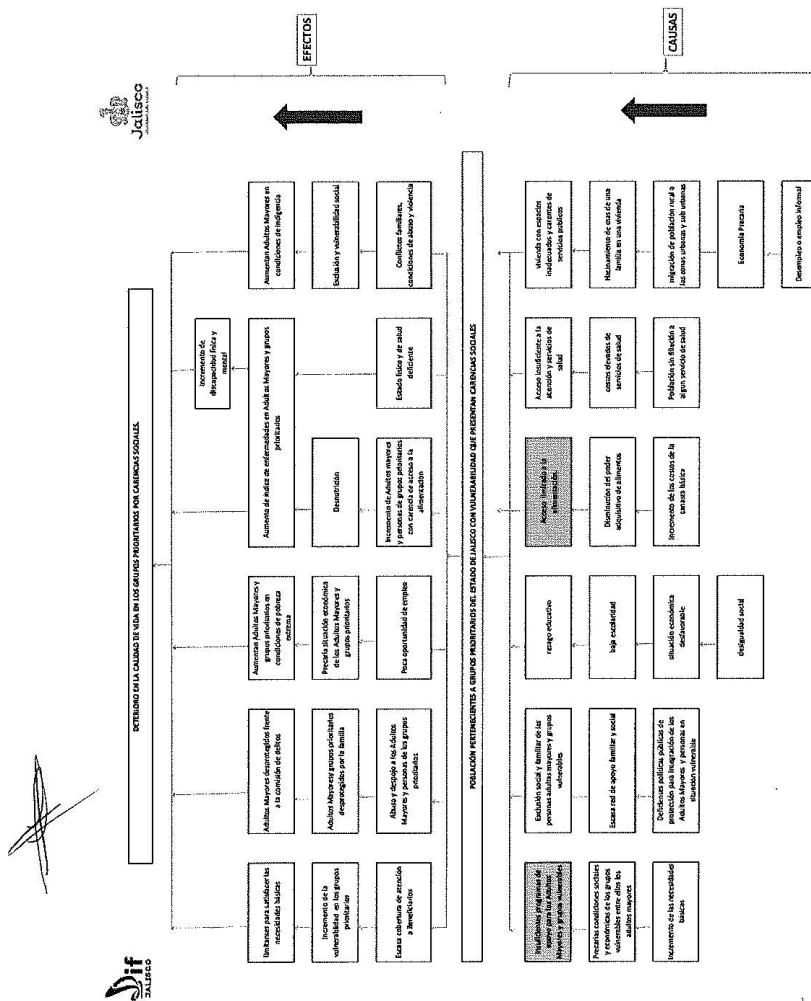 dif
JALISCO
Jalisco
DETERIORO EN LA CALIDAD DE VIDA EN LOS GRUPOS PRIORITARIOS POR CARENCIAS SOCIALES.
EFECTOS
limitantes para satisfacer las
necesidades básicas
Incremento de la
vulnerabilidad en los grupos
prioritarios
Escasa cobertura de atención
a Beneficiarios
Adultos Mayores desprotegidos frente
a la comisión de delitos
Adultos Mayores/ grupos prioritarios
desprotegidos por la familia
Abuso y despojo a los Adultos
Mayores y personas de los grupos
prioritarios
Aumentan Adultos Mayores y
grupos prioritarios en
condiciones de pobreza
extrema
Precaria situación económica
de los Adultos Mayores y
grupos prioritarios
Poca oportunidad de empleo
Incremento de
discapacidad física y
mental
Aumento de índice de enfermedades en Adultos Mayores y grupos
prioritarios
Desnutrición
Incremento de Adultos mayores
y personas de grupos prioritarios
con carencia de acceso a la
alimentación
Estado físico y de salud
deficiente
Aumentan Adultos Mayores en
condiciones de indigencia
Exclusión y vulnerabilidad social
Conflictos familiares,
condiciones de abuso y violencia
POBLACIÓN PERTENECIENTES A GRUPOS PRIORITARIOS DEL ESTADO DE JALISCO CON VULNERABILIDAD QUE PRESENTAN CARENCIAS SOCIALES
CAUSAS
Insuficientes programas de
apoyo para los Adultos
Mayores y grupos vulnerables
Precarias condiciones sociales
y económicas de los grupos
vulnerables entre ellos los
adultos mayores
Incremento de las necesidades
básicas
Exclusión social y familiar de las
personas adultas mayores y grupos
vulnerables
Escasa red de apoyo familiar y social
Deficientes políticas públicas de
protección para integración de los
Adultos Mayores y personas en
situación vulnerable
rezago educativo
baja escolaridad
situación económica
desfavorable
desigualdad social
Acceso limitado a la
alimentación.
Disminución del poder
adquisitivo de alimentos
Incremento de los costos de la
canasta básica
Acceso insuficiente a la
atención y servicios de
salud
costos elevados de
servicios de salud
Población sin filiación a
algun servicio de salud
vivienda con espacios
inadecuados y carentes de
servicios públicos
Hacinamiento de mas de una
familia en una vivienda
migración de población rural a
las zonas urbanas y sub urbanas
Economía Precaria
Desempleo o empleo informal